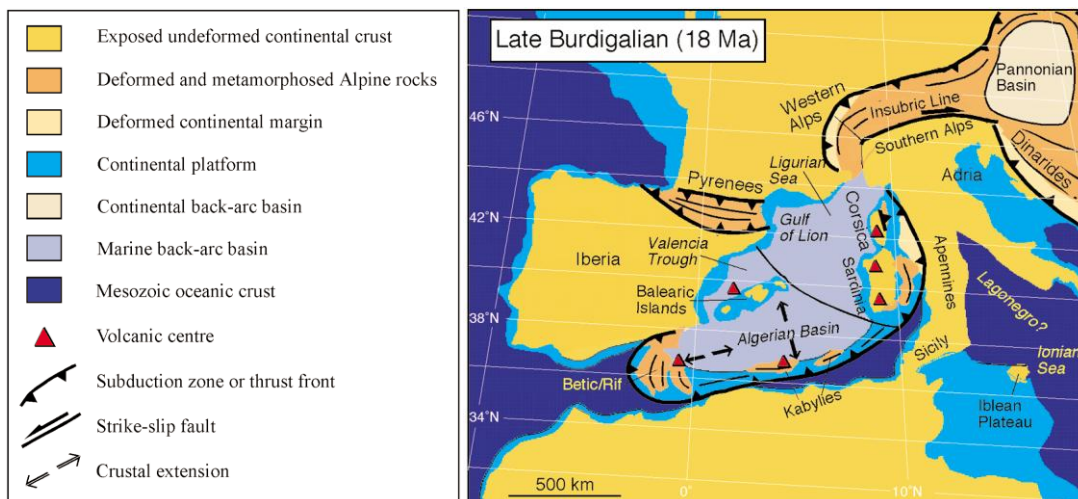 Exposed undeformed continental crust
Deformed and metamorphosed Alpine rocks
Deformed continental margin
Continental platform
Continental back-arc basin
Marine back-arc basin
Mesozoic oceanic crust
Volcanic centre
Subduction zone or thrust front
Strike-slip fault
Crustal extension
Late Burdigalian (18 Ma)
Pannonian
Basin
Western
Alps
Insubric Line
46°N
Southern Alps
Dinarides
Ligurian
Sea
Adria
Pyrenees
42°N
Gulf
of Lion
Corsica
Valencia
Trough
Apennines
Iberia
Sardinia
Lagonegro?
Balearic
Islands
38°N
Algerian Basin
Sicily
Ionian
Sea
Betic/Rif
Kabylies
Iblean
Plateau
34°N
500 km
0°
10°N